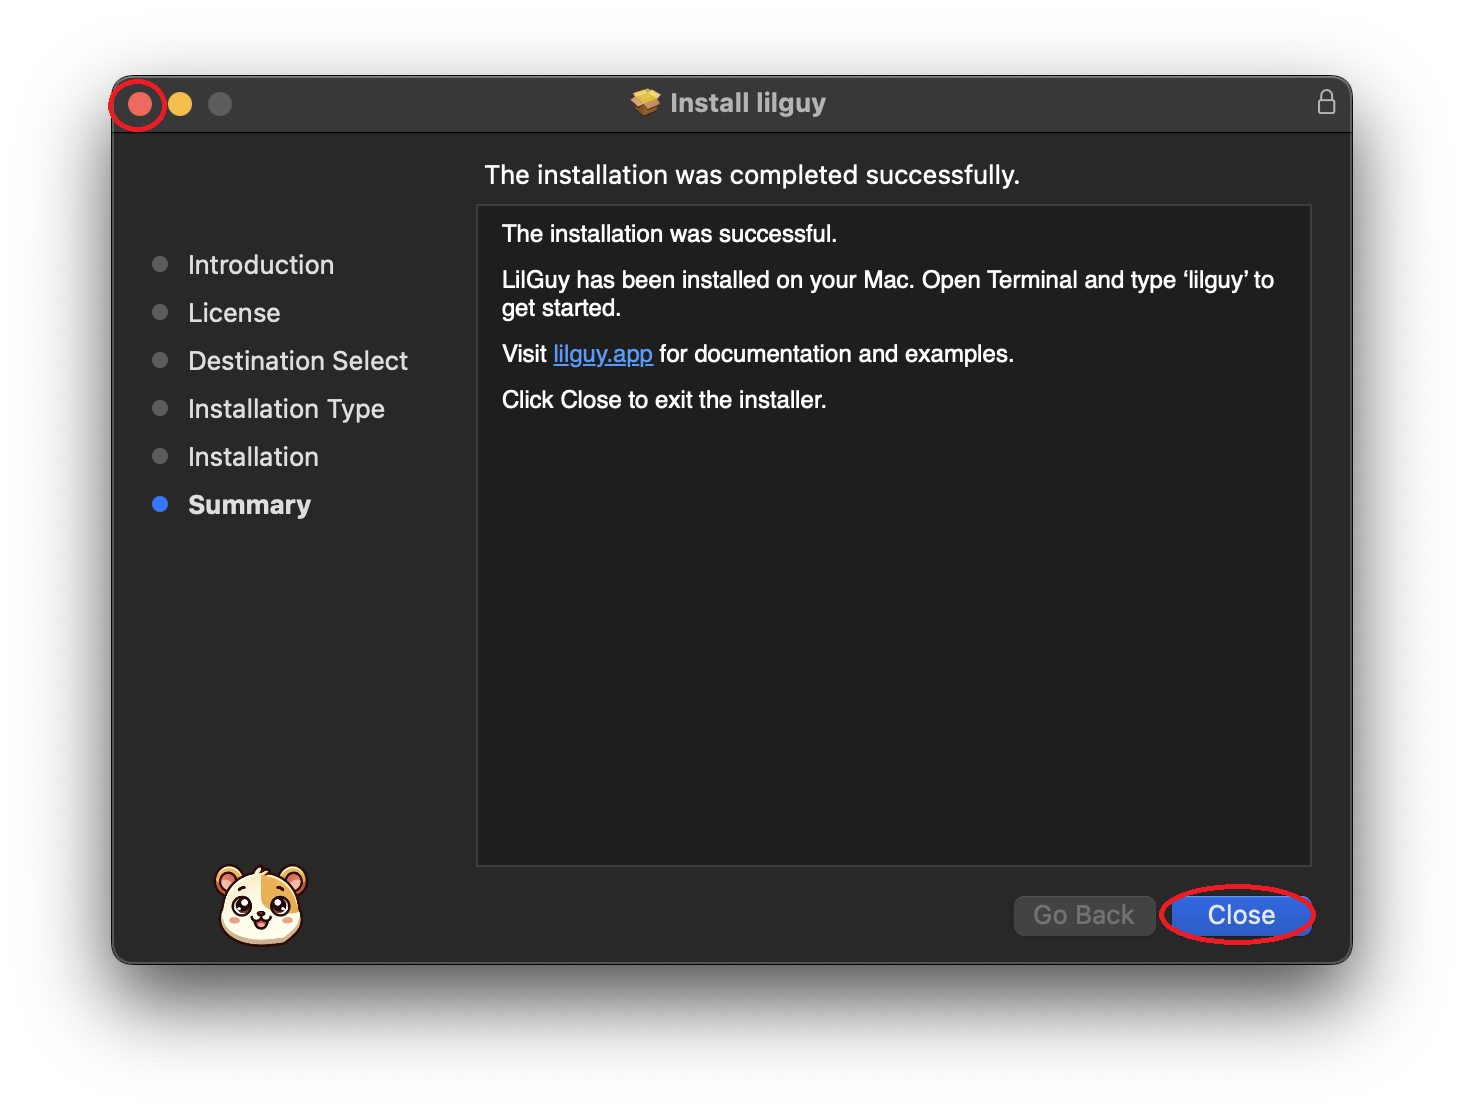 Install lilguy
The installation was completed successfully.
Introduction
License
Destination Select
Installation Type
Installation
Summary
The installation was successful.
LilGuy has been installed on your Mac. Open Terminal and type ‘lilguy’ to
get started.
Visit lilguy.app for documentation and examples.
Click Close to exit the installer.
Go Back
Close